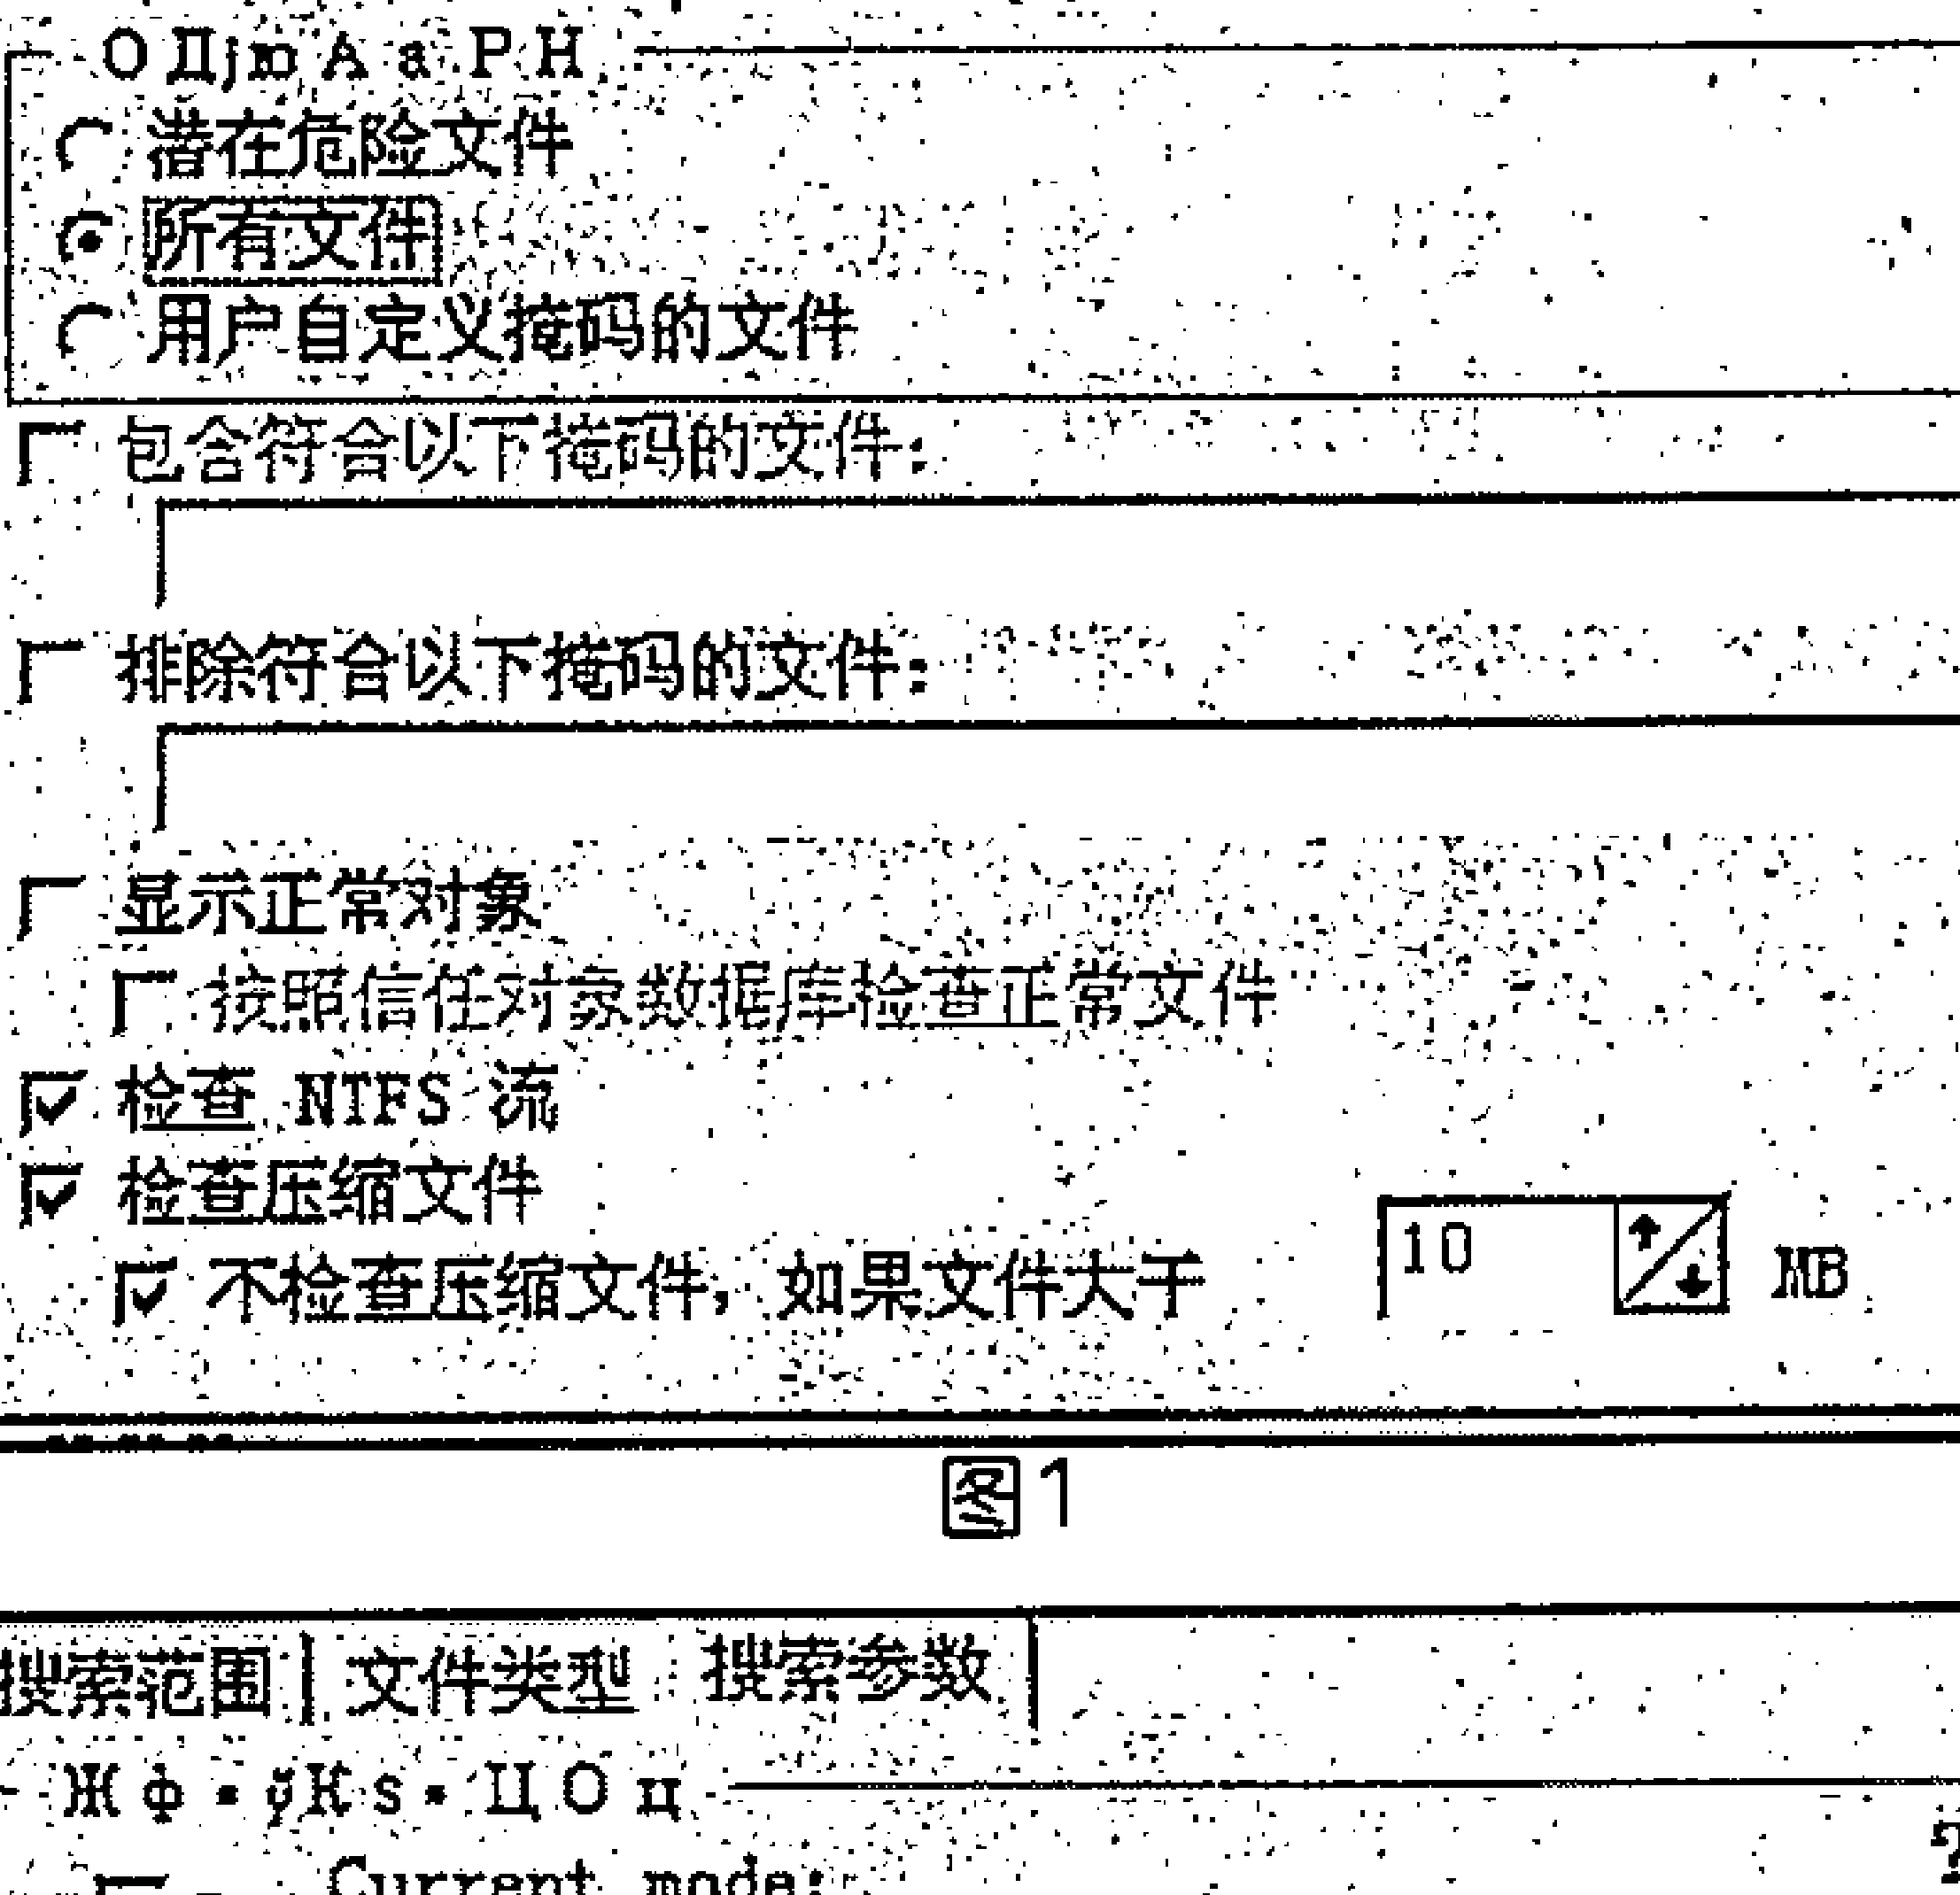 О Дјю А а Р Н
潜在危险文件
所有文件
用户自定义掩码的文件
包含符合以下掩码的文件:
排除符合以下掩码的文件:
显示正常对象
按照信任对象数据库检查正常文件
检查 NTFS 流
检查压缩文件
不检查压缩文件，如果文件大于 10 MB
图1
搜索范围 文件类型 搜索参数
Ж ф ▪ ў К ѕ ▪ Ц О ц
Current mode: